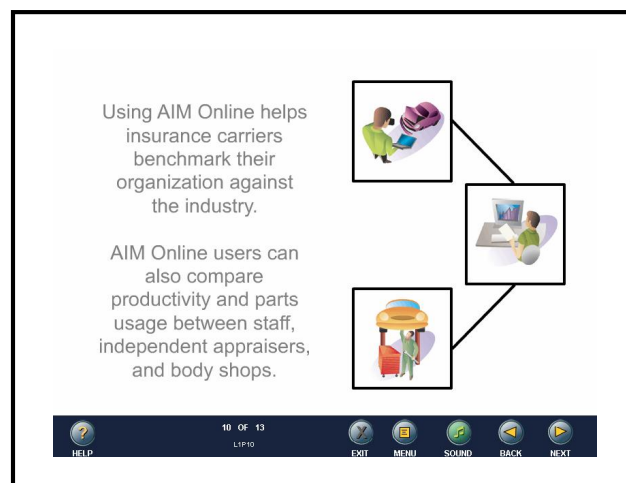 Using AIM Online helps
insurance carriers
benchmark their
organization against
the industry.
AIM Online users can
also compare
productivity and parts
usage between staff,
independent appraisers,
and body shops.
10 OF 13
L1P10
HELP
EXIT
MENU
SOUND
BACK
NEXT